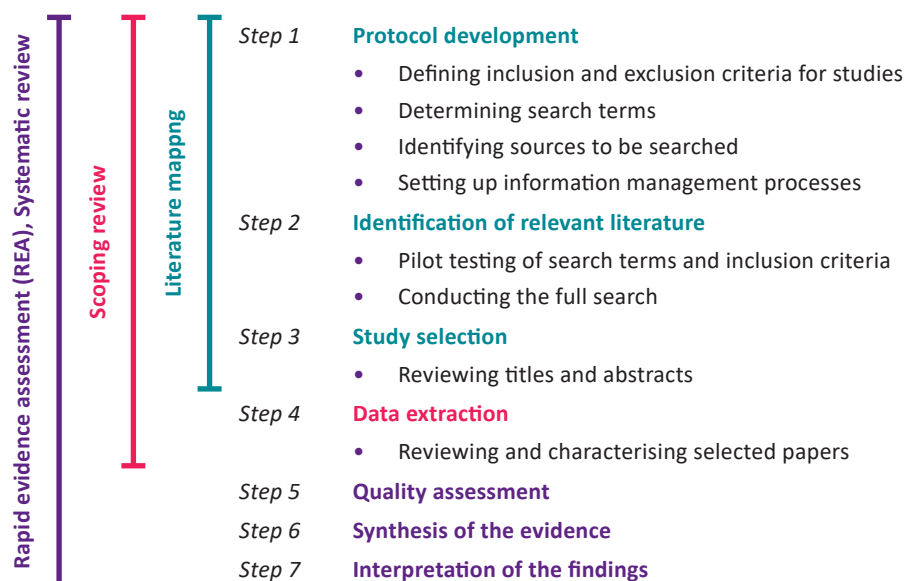 Rapid evidence assessment (REA), Systematic review
Scoping review
Literature mappng
Step 1 Protocol development
• Defining inclusion and exclusion criteria for studies
• Determining search terms
• Identifying sources to be searched
• Setting up information management processes
Step 2 Identification of relevant literature
• Pilot testing of search terms and inclusion criteria
• Conducting the full search
Step 3 Study selection
• Reviewing titles and abstracts
Step 4 Data extraction
• Reviewing and characterising selected papers
Step 5 Quality assessment
Step 6 Synthesis of the evidence
Step 7 Interpretation of the findings